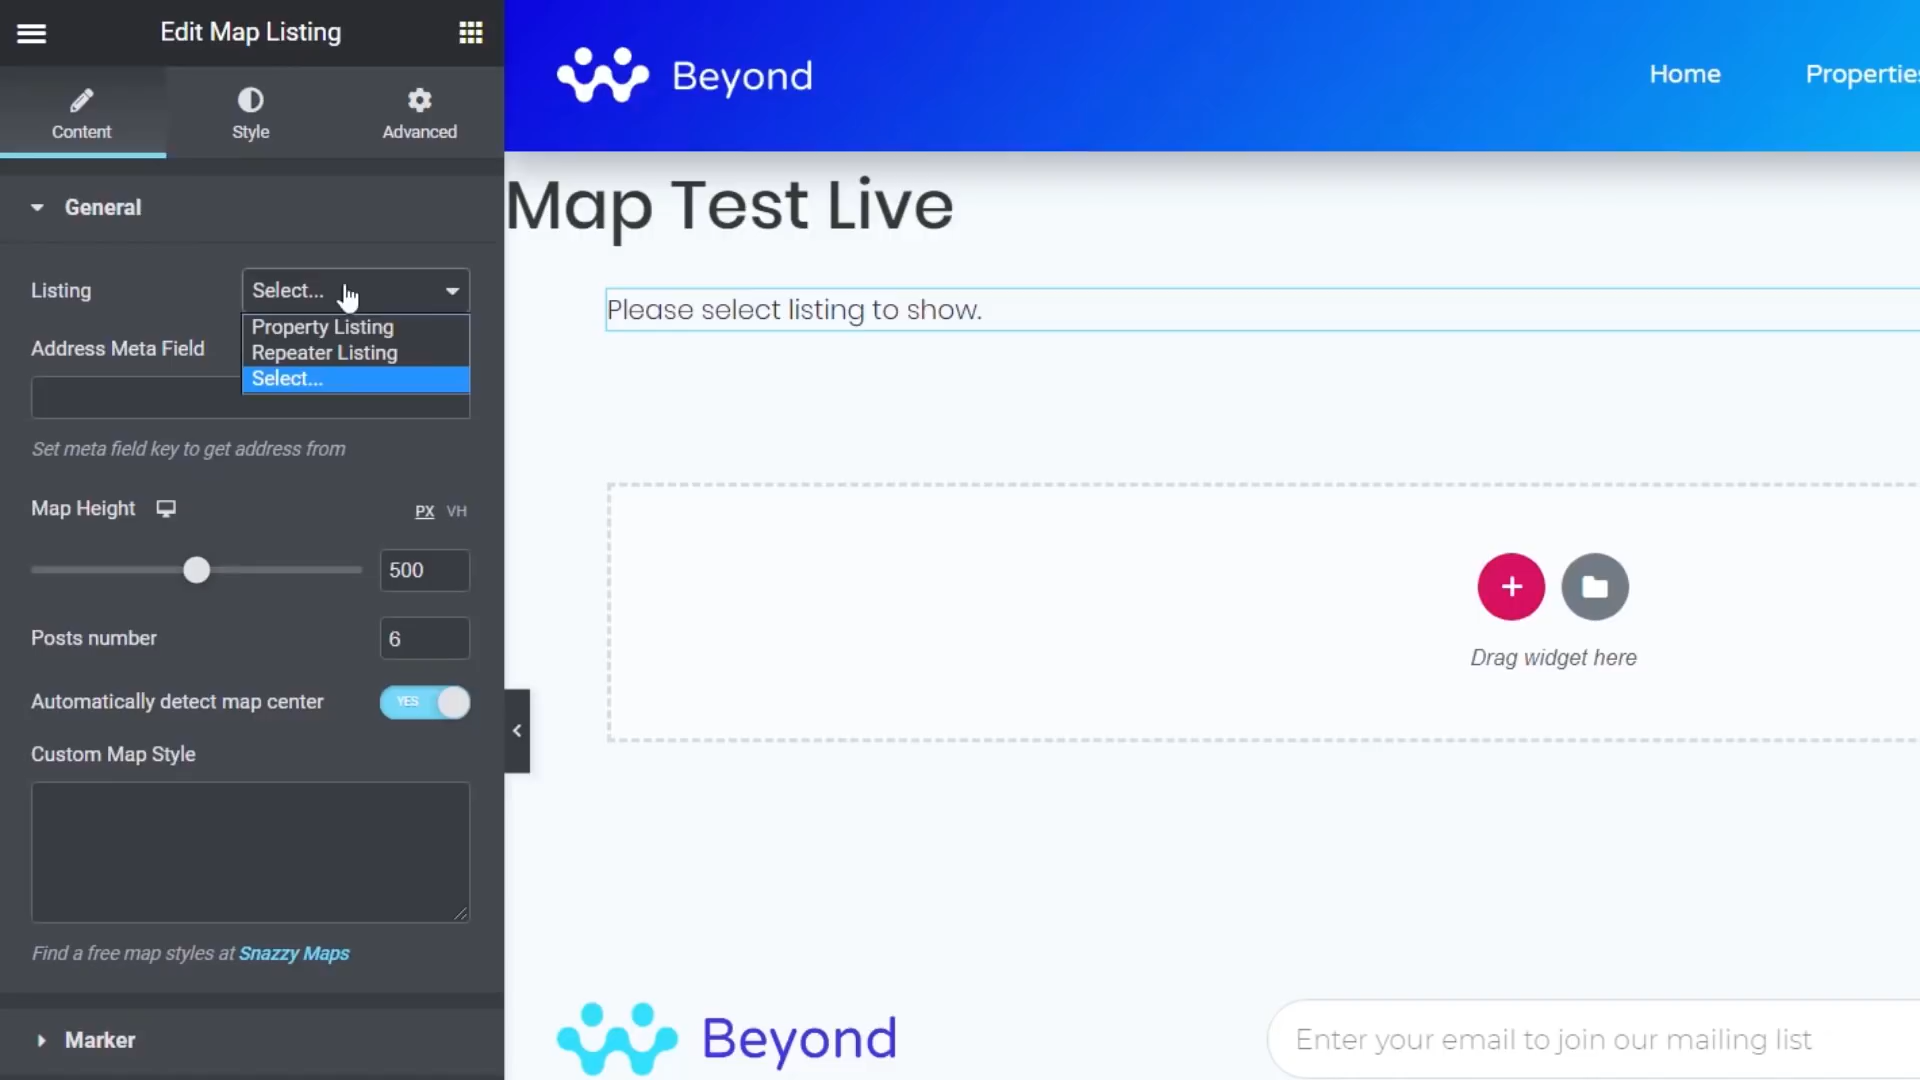 Edit Map Listing
Content
Style
Advanced
General
Listing
Select...
Property Listing
Repeater Listing
Select...
Address Meta Field
Set meta field key to get address from
Map Height
PX VH
500
Posts number
6
Automatically detect map center
YES
Custom Map Style
Find a free map styles at Snazzy Maps
Marker
Beyond
Home
Properties
Map Test Live
Please select listing to show.
Drag widget here
Beyond
Enter your email to join our mailing list